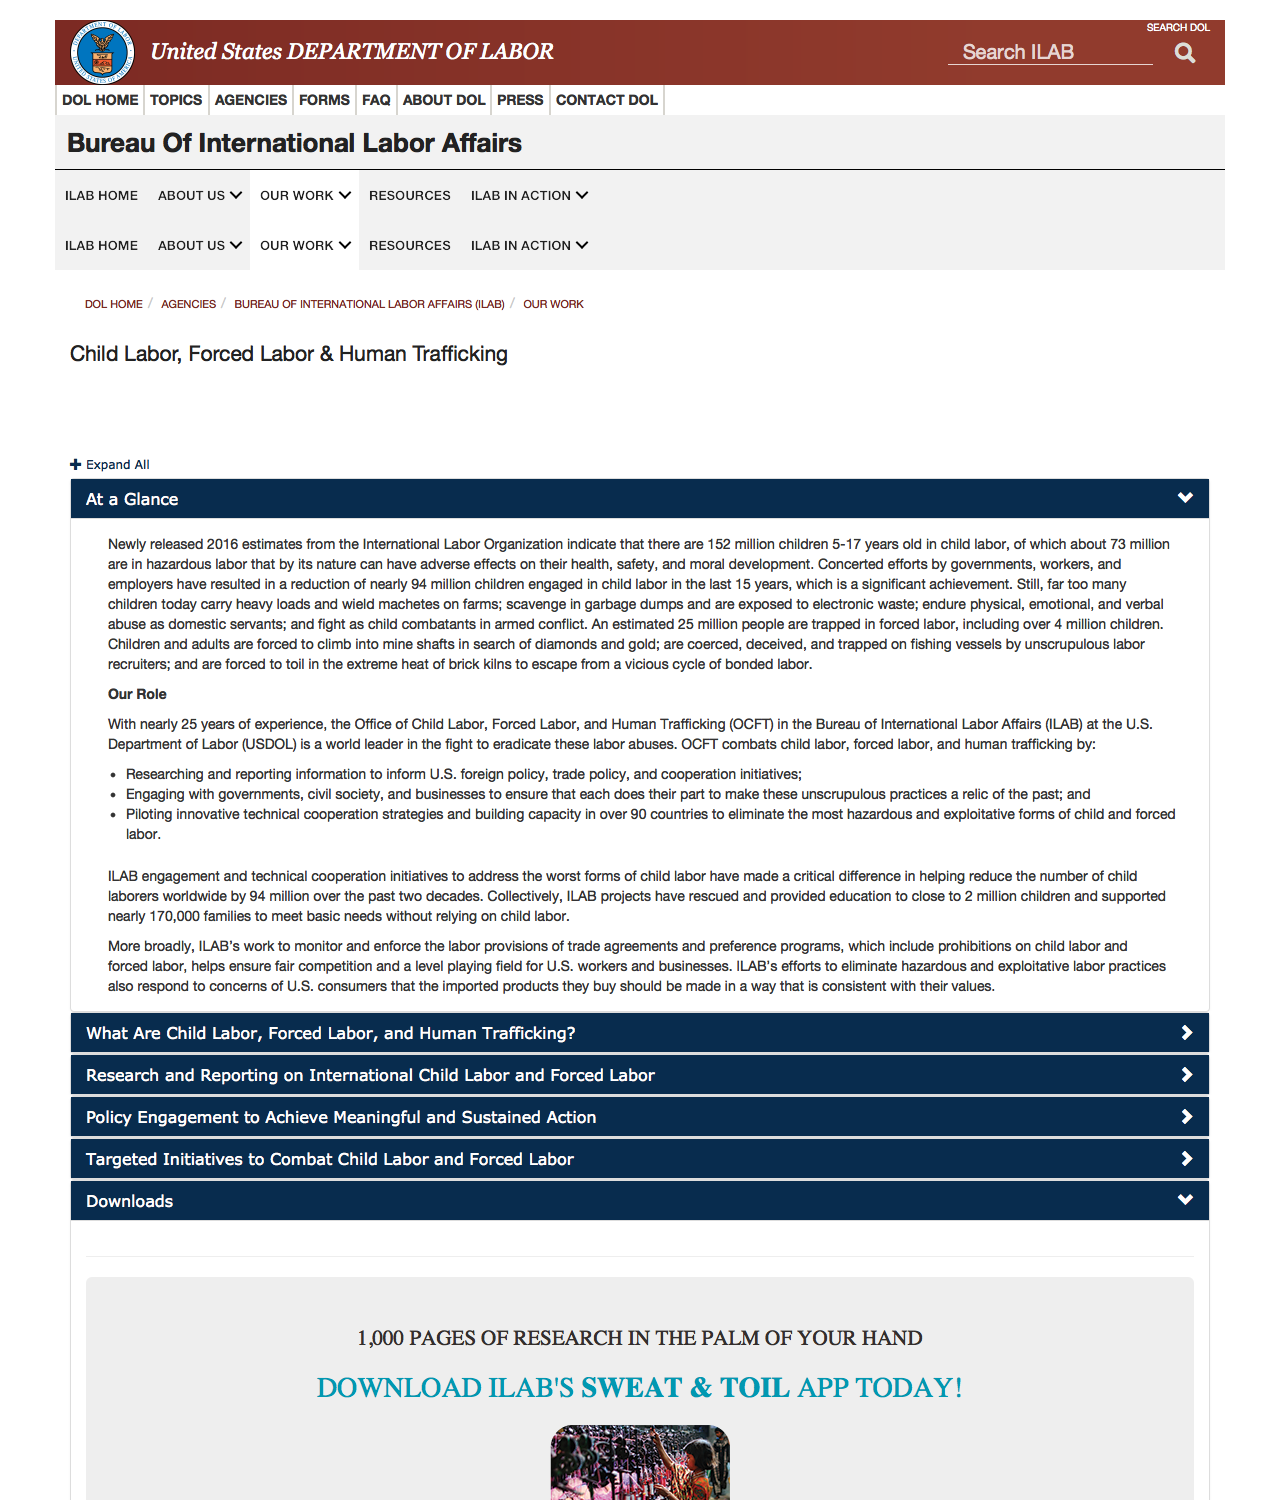 SEARCH DOL
United States DEPARTMENT OF LABOR
Search ILAB
DOL HOME TOPICS AGENCIES FORMS FAQ ABOUT DOL PRESS CONTACT DOL
Bureau Of International Labor Affairs
ILAB HOME ABOUT US OUR WORK RESOURCES ILAB IN ACTION
ILAB HOME ABOUT US OUR WORK RESOURCES ILAB IN ACTION
DOL HOME / AGENCIES / BUREAU OF INTERNATIONAL LABOR AFFAIRS (ILAB) / OUR WORK
Child Labor, Forced Labor & Human Trafficking
Expand All
At a Glance
Newly released 2016 estimates from the International Labor Organization indicate that there are 152 million children 5-17 years old in child labor, of which about 73 million
are in hazardous labor that by its nature can have adverse effects on their health, safety, and moral development. Concerted efforts by governments, workers, and
employers have resulted in a reduction of nearly 94 million children engaged in child labor in the last 15 years, which is a significant achievement. Still, far too many
children today carry heavy loads and wield machetes on farms; scavenge in garbage dumps and are exposed to electronic waste; endure physical, emotional, and verbal
abuse as domestic servants; and fight as child combatants in armed conflict. An estimated 25 million people are trapped in forced labor, including over 4 million children.
Children and adults are forced to climb into mine shafts in search of diamonds and gold; are coerced, deceived, and trapped on fishing vessels by unscrupulous labor
recruiters; and are forced to toil in the extreme heat of brick kilns to escape from a vicious cycle of bonded labor.
Our Role
With nearly 25 years of experience, the Office of Child Labor, Forced Labor, and Human Trafficking (OCFT) in the Bureau of International Labor Affairs (ILAB) at the U.S.
Department of Labor (USDOL) is a world leader in the fight to eradicate these labor abuses. OCFT combats child labor, forced labor, and human trafficking by:
• Researching and reporting information to inform U.S. foreign policy, trade policy, and cooperation initiatives;
• Engaging with governments, civil society, and businesses to ensure that each does their part to make these unscrupulous practices a relic of the past; and
• Piloting innovative technical cooperation strategies and building capacity in over 90 countries to eliminate the most hazardous and exploitative forms of child and forced
labor.
ILAB engagement and technical cooperation initiatives to address the worst forms of child labor have made a critical difference in helping reduce the number of child
laborers worldwide by 94 million over the past two decades. Collectively, ILAB projects have rescued and provided education to close to 2 million children and supported
nearly 170,000 families to meet basic needs without relying on child labor.
More broadly, ILAB's work to monitor and enforce the labor provisions of trade agreements and preference programs, which include prohibitions on child labor and
forced labor, helps ensure fair competition and a level playing field for U.S. workers and businesses. ILAB's efforts to eliminate hazardous and exploitative labor practices
also respond to concerns of U.S. consumers that the imported products they buy should be made in a way that is consistent with their values.
What Are Child Labor, Forced Labor, and Human Trafficking?
Research and Reporting on International Child Labor and Forced Labor
Policy Engagement to Achieve Meaningful and Sustained Action
Targeted Initiatives to Combat Child Labor and Forced Labor
Downloads
1,000 PAGES OF RESEARCH IN THE PALM OF YOUR HAND
DOWNLOAD ILAB'S SWEAT & TOIL APP TODAY!